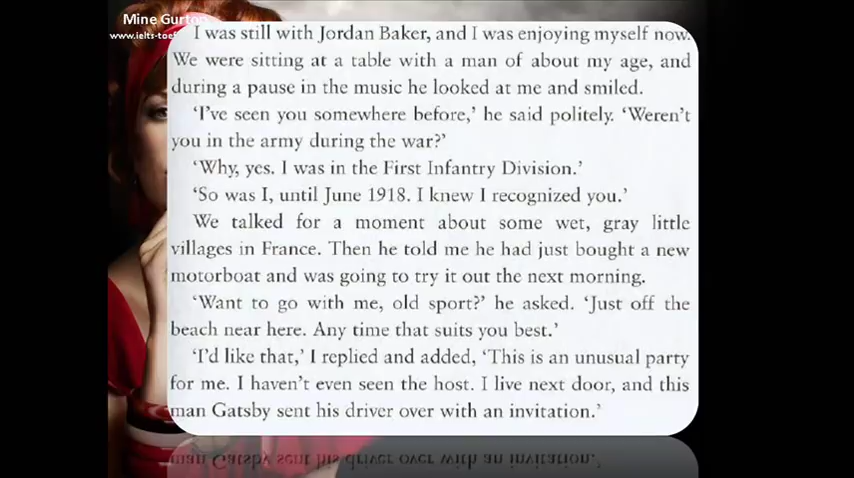 Mine Gurto
www.ielts-toef
I was still with Jordan Baker, and I was enjoying myself now.
We were sitting at a table with a man of about my age, and
during a pause in the music he looked at me and smiled.
‘I’ve seen you somewhere before,’ he said politely. ‘Weren’t
you in the army during the war?’
‘Why, yes. I was in the First Infantry Division.’
‘So was I, until June 1918. I knew I recognized you.’
We talked for a moment about some wet, gray little
villages in France. Then he told me he had just bought a new
motorboat and was going to try it out the next morning.
‘Want to go with me, old sport?’ he asked. ‘Just off the
beach near here. Any time that suits you best.’
‘I’d like that,’ I replied and added, ‘This is an unusual party
for me. I haven’t even seen the host. I live next door, and this
man Gatsby sent his driver over with an invitation.’